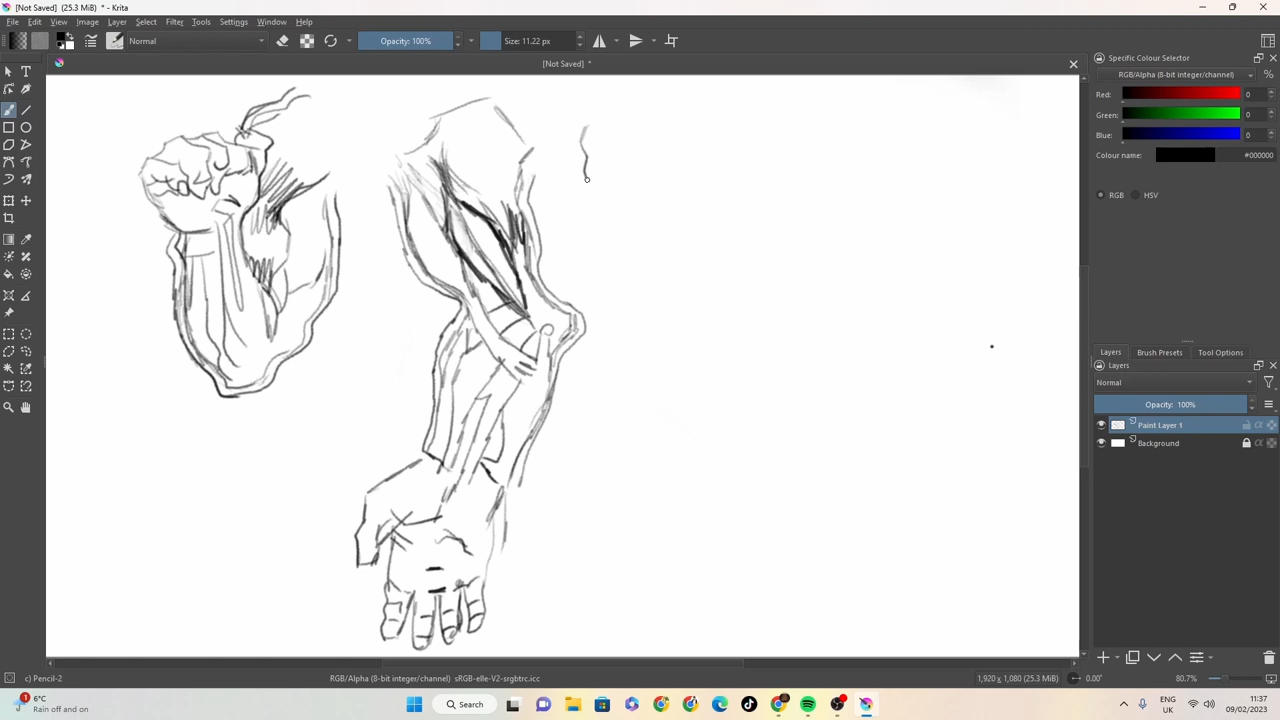 [Not Saved] (25.3 MiB) * - Krita
File Edit View Image Layer Select Filter Tools Settings Window Help
Normal Opacity: 100% Size: 11.22 px
[Not Saved] *
Specific Colour Selector
RGB/Alpha (8-bit integer/channel) %
Red: 0
Green: 0
Blue: 0
Colour name: #000000
RGB HSV
Layers Brush Presets Tool Options
Layers
Normal
Opacity: 100%
Paint Layer 1
Background
c) Pencil-2 RGB/Alpha (8-bit integer/channel) sRGB-elle-V2-srgbtrc.icc 1,920 x 1,080 (25.3 MiB) 0.00° 80.7%
1 6°C
Rain off and on
Search
ENG
UK
11:37
09/02/2023